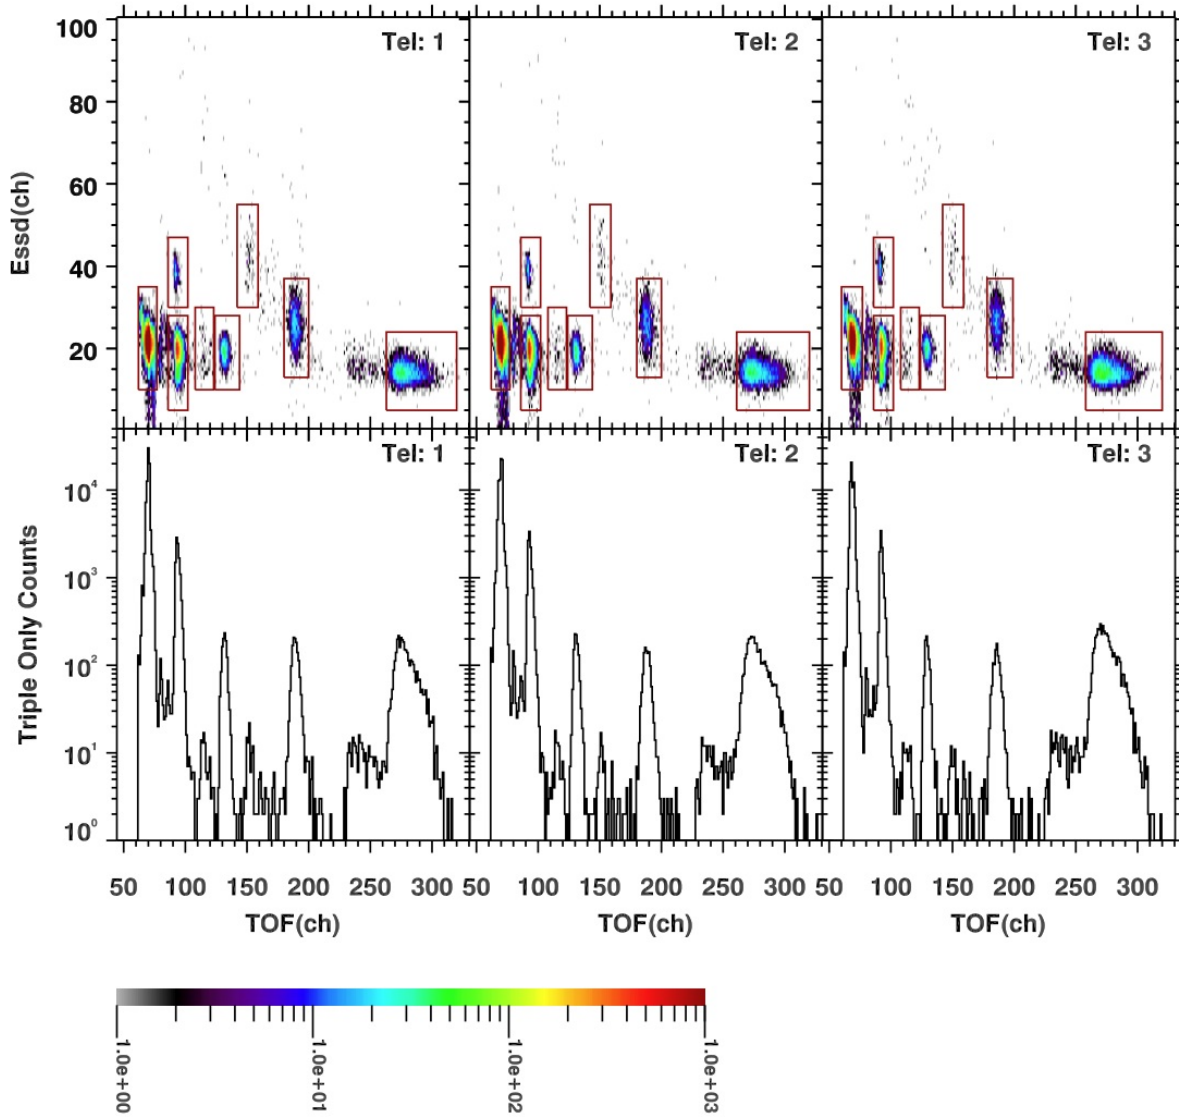 Tel: 1 Tel: 2 Tel: 3
100
80
60
40
20
Essd(ch)
Tel: 1 Tel: 2 Tel: 3
10⁴
10³
10²
10¹
10⁰
Triple Only Counts
50 100 150 200 250 300 50 100 150 200 250 300 50 100 150 200 250 300
TOF(ch) TOF(ch) TOF(ch)
1.0e+00 1.0e+01 1.0e+02 1.0e+03